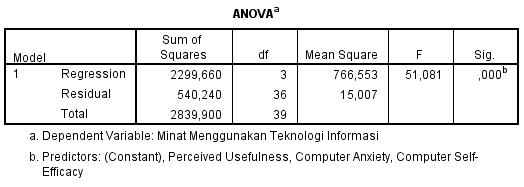 ANOVAa
Model Sum of Squares df Mean Square F Sig.
1 Regression 2299,660 3 766,553 51,081 ,000b
Residual 540,240 36 15,007
Total 2839,900 39
a. Dependent Variable: Minat Menggunakan Teknologi Informasi
b. Predictors: (Constant), Perceived Usefulness, Computer Anxiety, Computer Self-
Efficacy